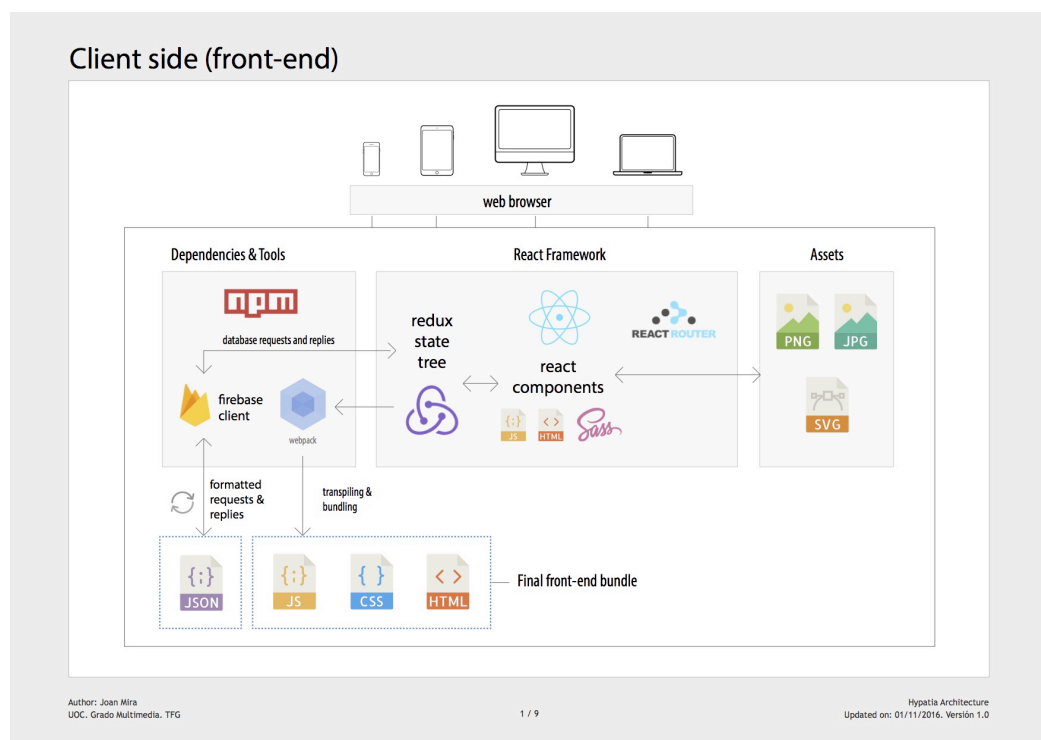 Client side (front-end)
web browser
Dependencies & Tools
React Framework
Assets
npm
database requests and replies
firebase
client
webpack
redux
state
tree
react
components
JS
HTML
Sass
REACT ROUTER
PNG
JPG
SVG
formatted
requests &
replies
transpiling &
bundling
{;}
JSON
{;}
JS
{ }
CSS
< >
HTML
Final front-end bundle
Author: Joan Mira
UOC. Grado Multimedia. TFG
1 / 9
Hypatia Architecture
Updated on: 01/11/2016. Versión 1.0